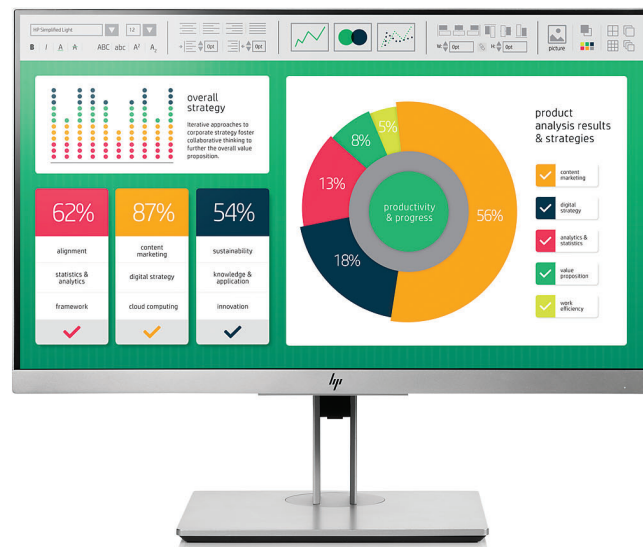 HP Simplified Light
12
B I A A ABC abc A² A₂
0pt
0pt
W: 0pt
H: 0pt
picture
overall
strategy
Iterative approaches to
corporate strategy foster
collaborative thinking to
further the overall value
proposition.
62%
alignment
statistics &
analytics
framework
87%
content
marketing
digital strategy
cloud computing
54%
sustainability
knowledge &
application
innovation
5%
8%
13%
18%
56%
productivity
& progress
product
analysis results
& strategies
content
marketing
digital
strategy
analytics &
statistics
value
proposition
work
efficiency
hp